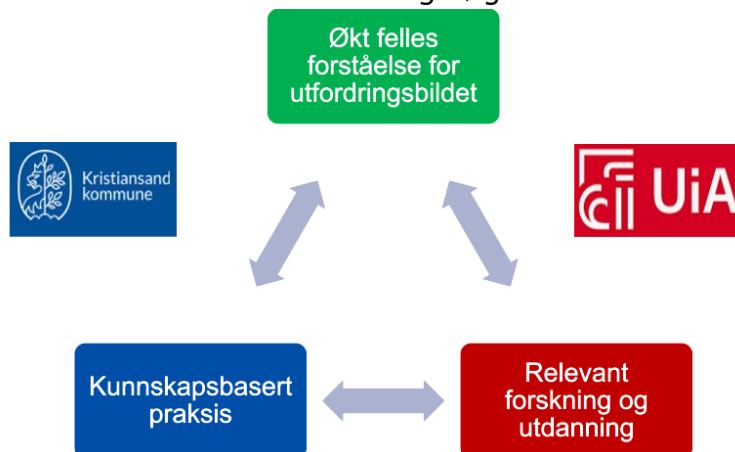 Økt felles
forståelse for
utfordringsbildet
Kristiansand
kommune
UiA
Kunnskapsbasert
praksis
Relevant
forskning og
utdanning